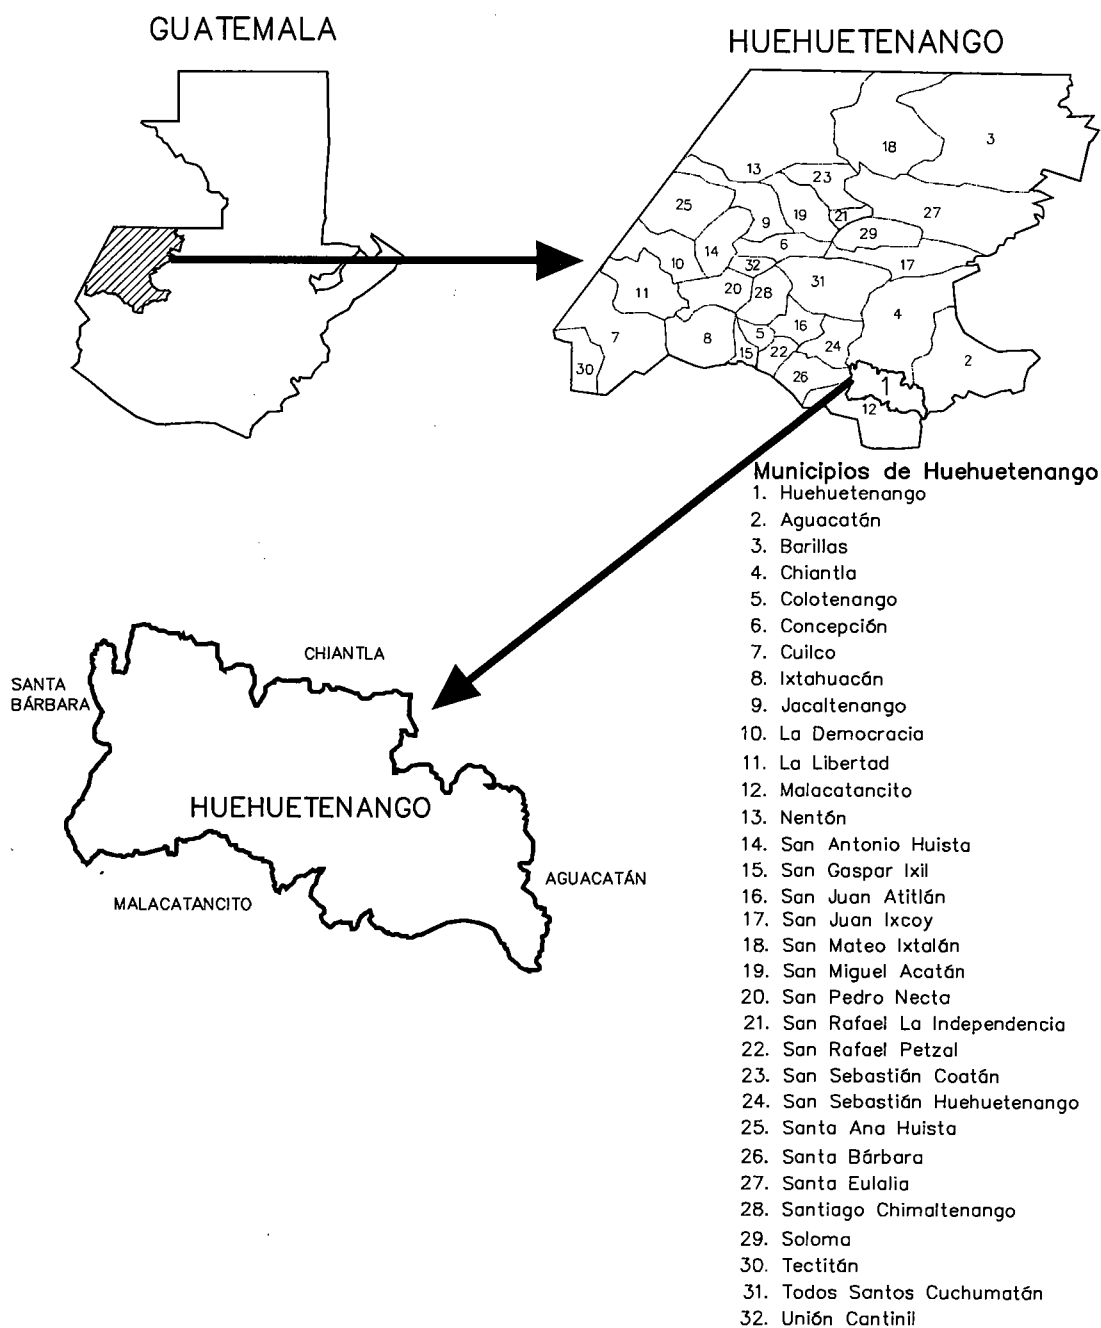 GUATEMALA
HUEHUETENANGO
3
18
13
23
25
9
19
21
27
29
14
6
10
32
17
31
11
20
28
4
16
7
8
5
24
15
22
2
30
26
1
12
Municipios de Huehuetenango
1. Huehuetenango
2. Aguacatán
3. Barillas
4. Chiantla
5. Colotenango
6. Concepción
7. Cuilco
8. Ixtahuacán
9. Jacaltenango
10. La Democracia
11. La Libertad
12. Malacatancito
13. Nentón
14. San Antonio Huista
15. San Gaspar Ixil
16. San Juan Atitlán
17. San Juan Ixcoy
18. San Mateo Ixtalán
19. San Miguel Acatán
20. San Pedro Necta
21. San Rafael La Independencia
22. San Rafael Petzal
23. San Sebastián Coatán
24. San Sebastián Huehuetenango
25. Santa Ana Huista
26. Santa Bárbara
27. Santa Eulalia
28. Santiago Chimaltenango
29. Soloma
30. Tectitán
31. Todos Santos Cuchumatán
32. Unión Cantinil
CHIANTLA
SANTA
BÁRBARA
HUEHUETENANGO
AGUACATÁN
MALACATANCITO